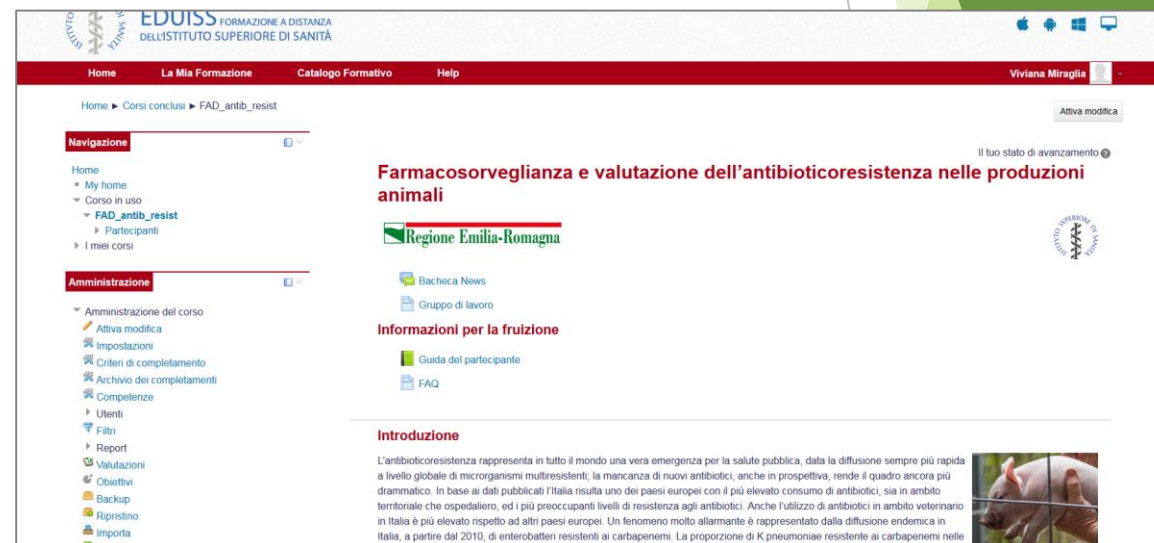 EDUISS FORMAZIONE A DISTANZA
DELL'ISTITUTO SUPERIORE DI SANITÀ
Home La Mia Formazione Catalogo Formativo Help Viviana Miraglia
Home ► Corsi conclusi ► FAD_antib_resist
Attiva modifica
Navigazione
Il tuo stato di avanzamento
Home
My home
Corso in uso
FAD_antib_resist
Partecipanti
I miei corsi
Farmacosorveglianza e valutazione dell'antibioticoresistenza nelle produzioni
animali
Regione Emilia-Romagna
Amministrazione
Amministrazione del corso
Attiva modifica
Impostazioni
Criteri di completamento
Archivio dei completamenti
Competenze
Utenti
Filtri
Report
Valutazioni
Obiettivi
Backup
Ripristino
Importa
Bacheca News
Gruppo di lavoro
Informazioni per la fruizione
Guida del partecipante
FAQ
Introduzione
L'antibioticoresistenza rappresenta in tutto il mondo una vera emergenza per la salute pubblica, data la diffusione sempre più rapida
a livello globale di microrganismi multiresistenti; la mancanza di nuovi antibiotici, anche in prospettiva, rende il quadro ancora più
drammatico. In base ai dati pubblicati l'Italia risulta uno dei paesi europei con il più elevato consumo di antibiotici, sia in ambito
territoriale che ospedaliero, ed i più preoccupanti livelli di resistenza agli antibiotici. Anche l'utilizzo di antibiotici in ambito veterinario
in Italia è più elevato rispetto ad altri paesi europei. Un fenomeno molto allarmante è rappresentato dalla diffusione endemica in
Italia, a partire dal 2010, di enterobatteri resistenti ai carbapenemi. La proporzione di K.pneumoniae resistente ai carbapenemi nelle